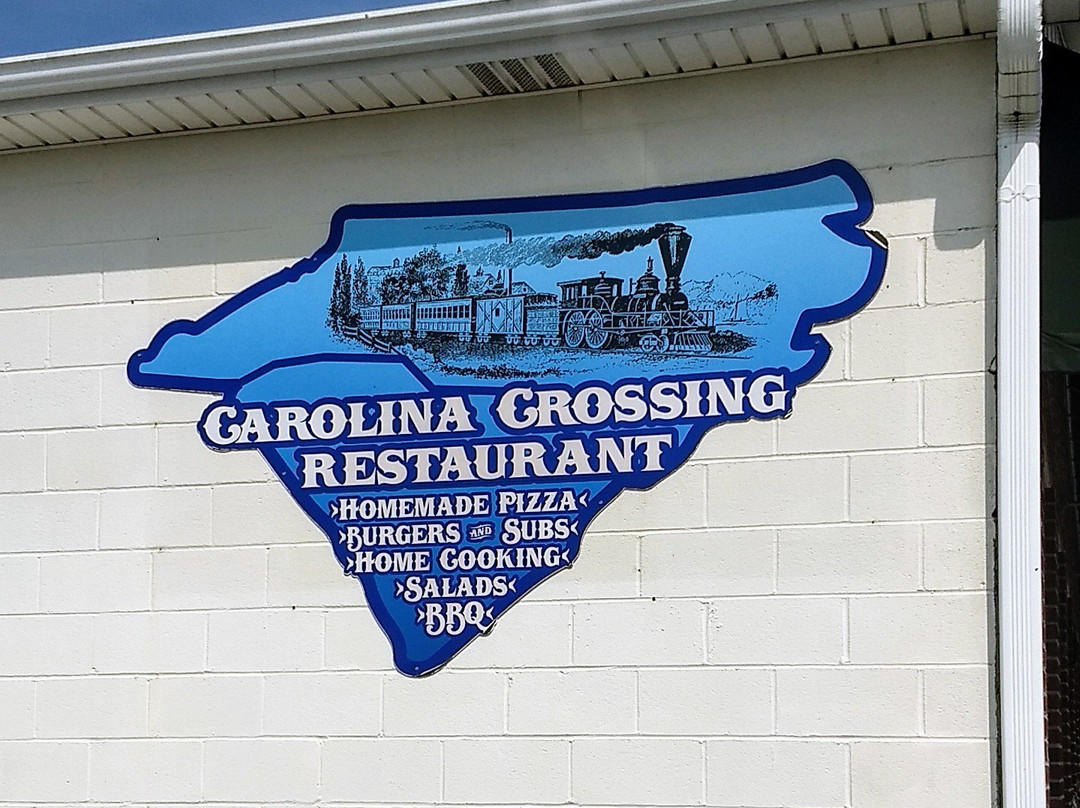 CAROLINA CROSSING
RESTAURANT
›HOMEMADE PIZZA‹
›BURGERS AND SUBS‹
›HOME COOKING‹
›SALADS‹
›BBQ‹